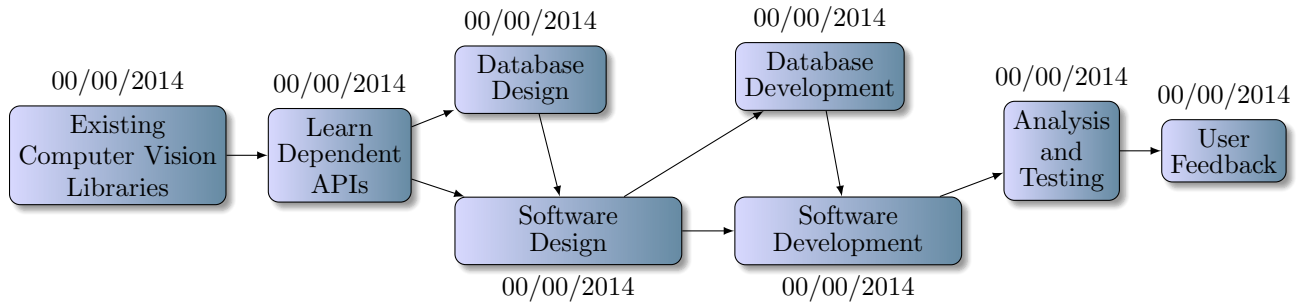 00/00/2014
Existing
Computer Vision
Libraries
00/00/2014
Learn
Dependent
APIs
00/00/2014
Database
Design
Software
Design
00/00/2014
00/00/2014
Database
Development
Software
Development
00/00/2014
00/00/2014
Analysis
and
Testing
00/00/2014
User
Feedback